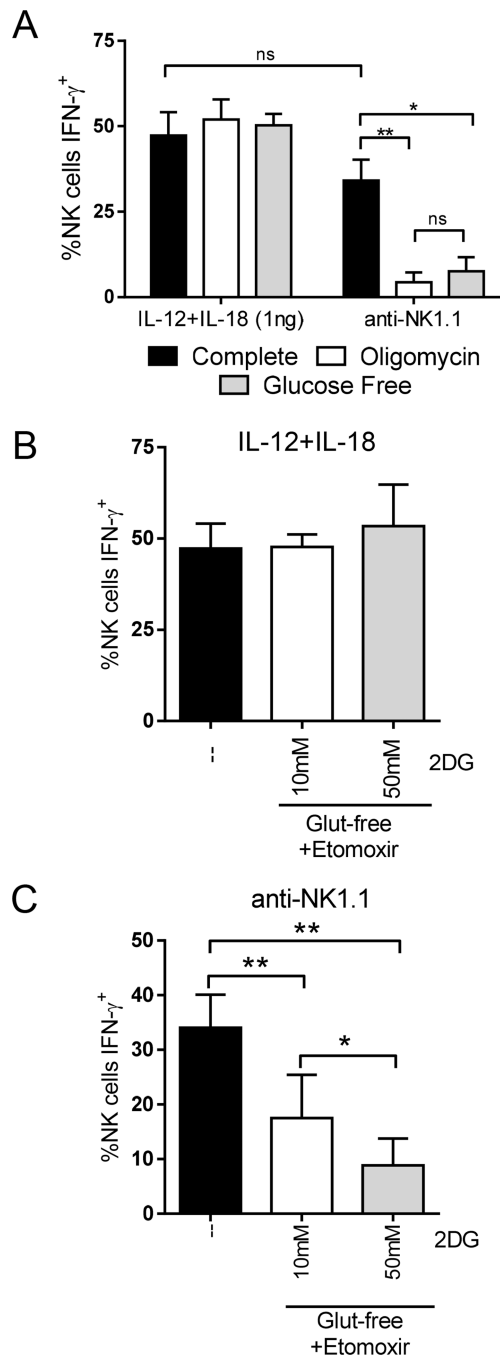 A
75
ns
*
**
50
ns
25
0
%NK cells IFN-γ+
IL-12+IL-18 (1ng)
anti-NK1.1
Complete
Oligomycin
Glucose Free
B
IL-12+IL-18
75
50
25
0
%NK cells IFN-γ+
--
10mM
50mM
2DG
Glut-free
+Etomoxir
C
anti-NK1.1
50
**
40
**
30
*
20
10
0
%NK cells IFN-γ+
--
10mM
50mM
2DG
Glut-free
+Etomoxir